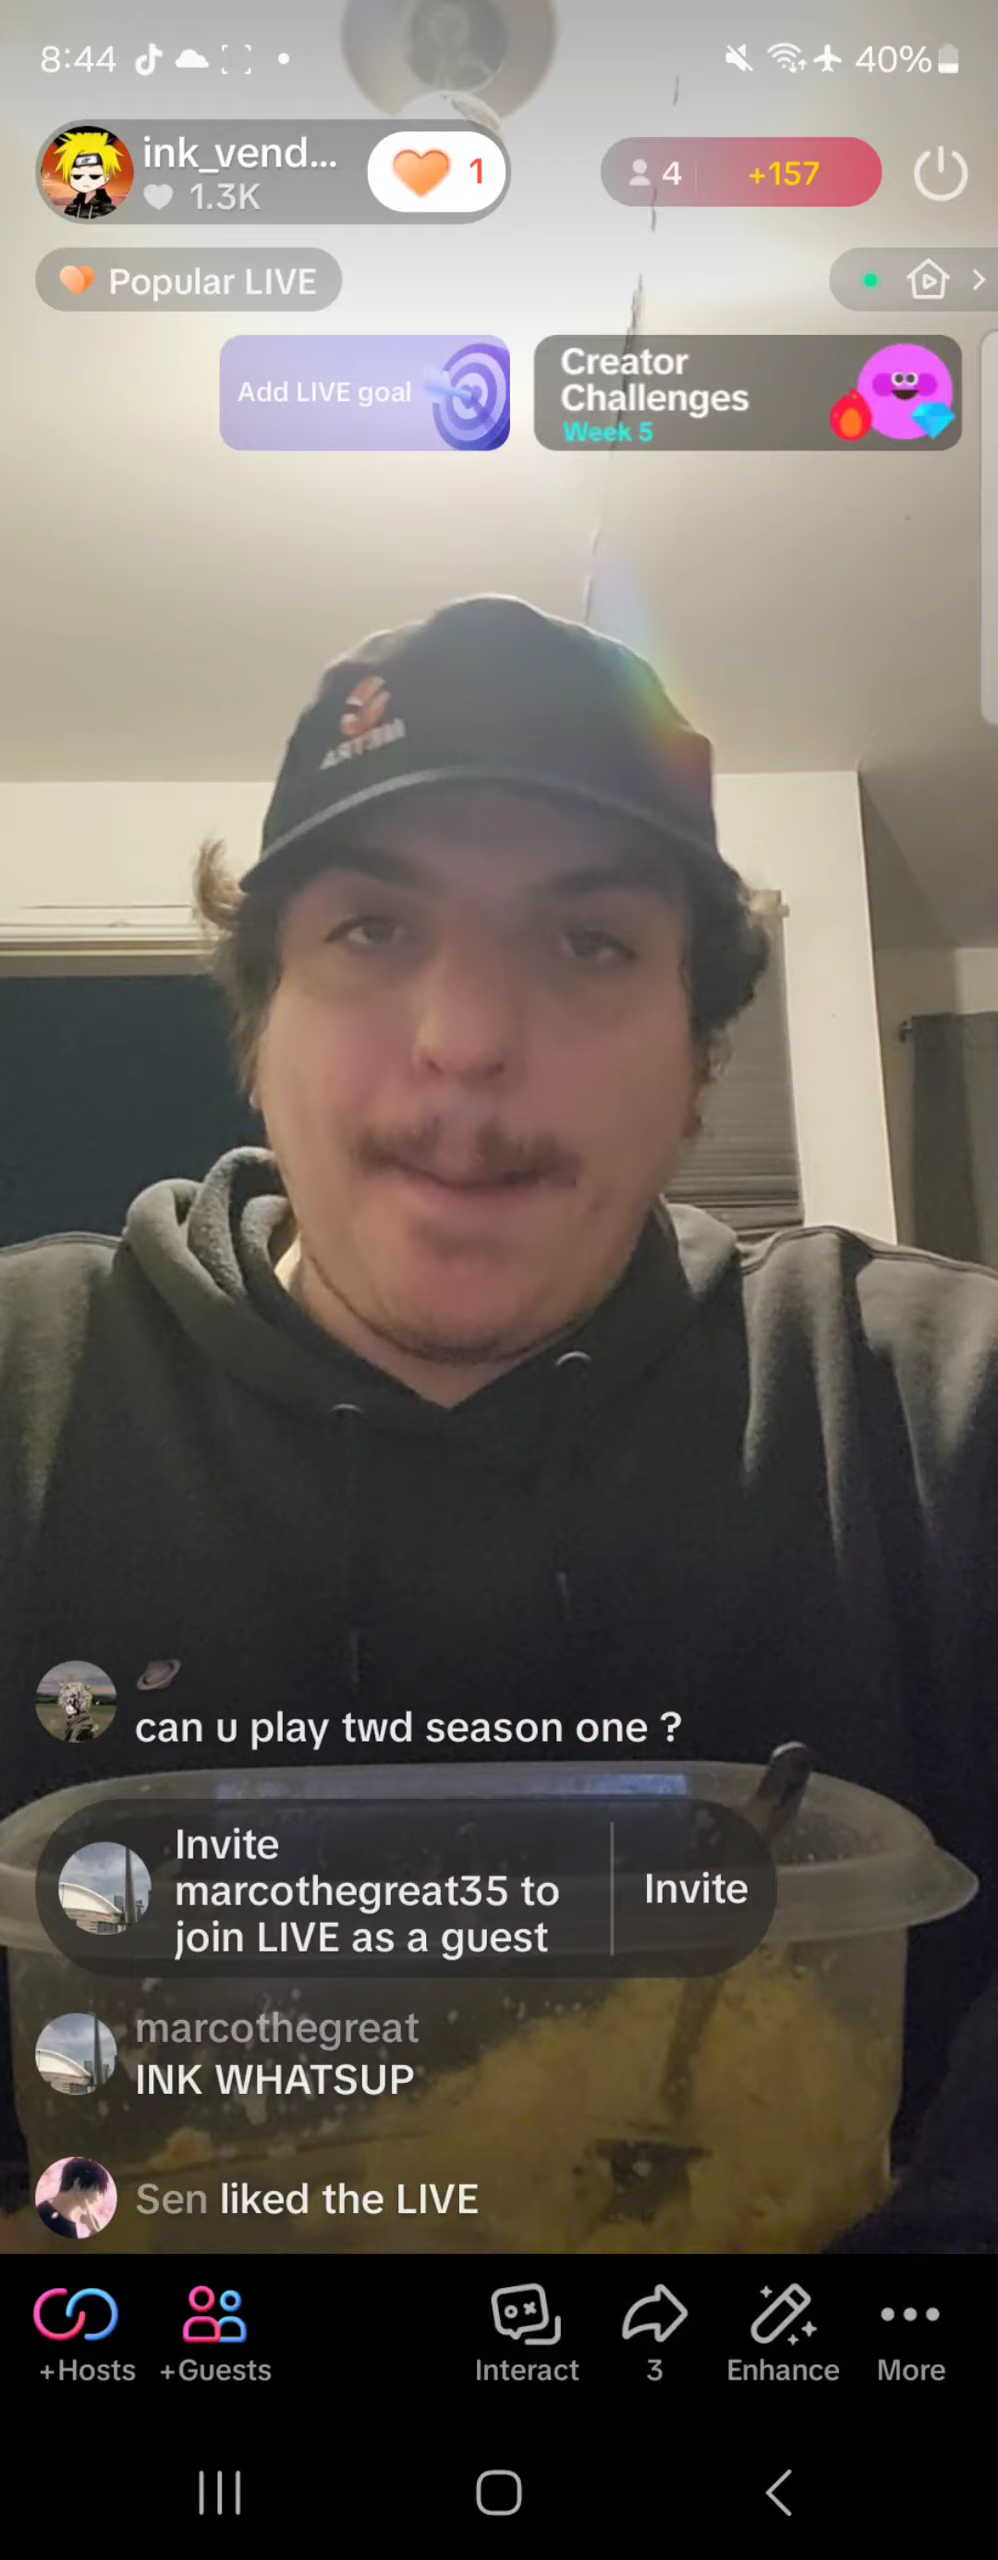 8:44
40%
ink_vend...
1.3K
1
4
+157
Popular LIVE
Add LIVE goal
Creator
Challenges
Week 5
can u play twd season one ?
Invite
marcothegreat35 to
join LIVE as a guest
Invite
marcothegreat
INK WHATSUP
Sen liked the LIVE
+Hosts
+Guests
Interact
3
Enhance
More